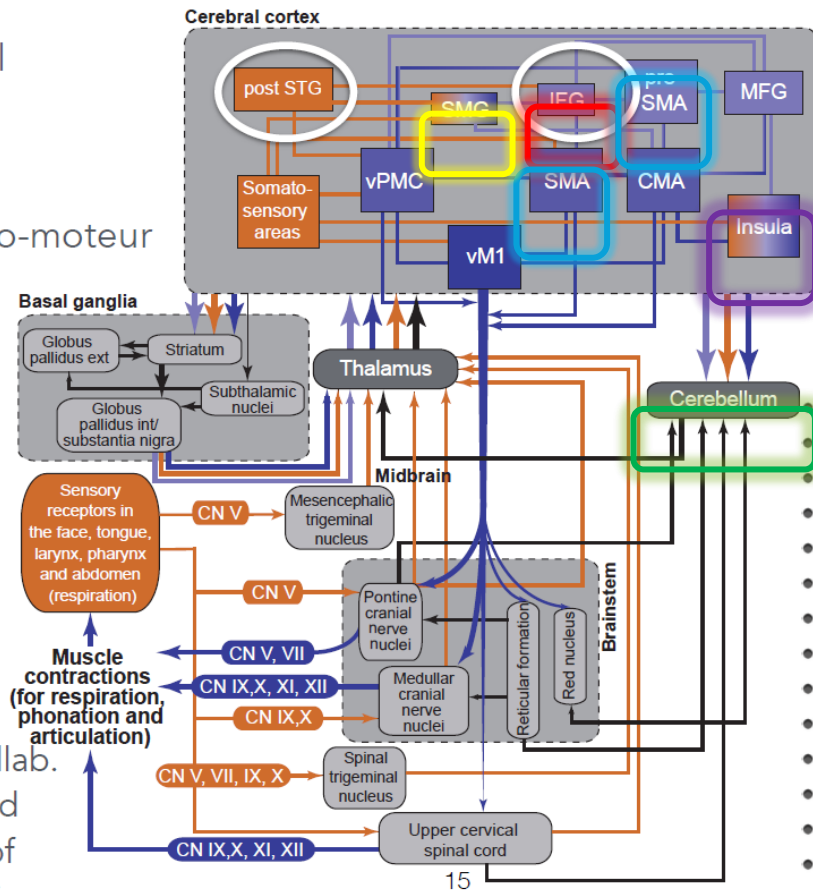 Cerebral cortex
l
post STG
IFG
pre
SMA
MFG
SMG
vPMC
SMA
CMA
Somato-
sensory
areas
Insula
o-moteur
vM1
Basal ganglia
Globus
pallidus ext
Striatum
Subthalamic
nuclei
Globus
pallidus int/
substantia nigra
Thalamus
Cerebellum
Midbrain
Sensory
receptors in
the face, tongue,
larynx, pharynx
and abdomen
(respiration)
CN V
Mesencephalic
trigeminal
nucleus
CN V
Pontine
cranial
nerve
nuclei
Reticular formation
Red nucleus
Brainstem
CN V, VII
Muscle
contractions
(for respiration,
phonation and
articulation)
CN IX,X, XI, XII
Medullar
cranial
nerve
nuclei
CN IX,X
llab.
CN V, VII, IX, X
Spinal
trigeminal
nucleus
d
of
CN IX,X, XI, XII
Upper cervical
spinal cord
15